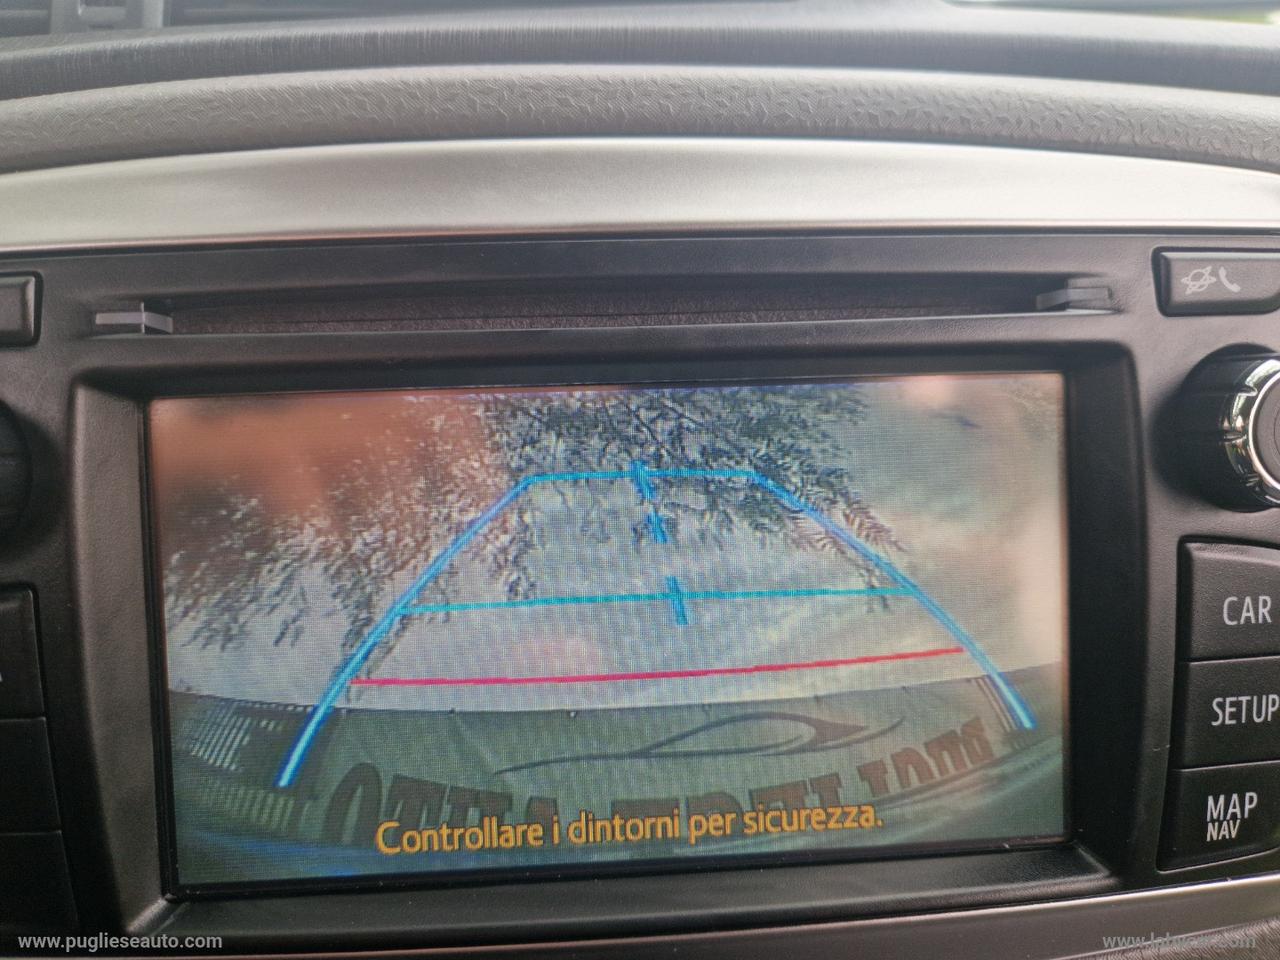 CAR
SETUP
MAP
NAV
Controllare i dintorni per sicurezza.
www.puglieseauto.com